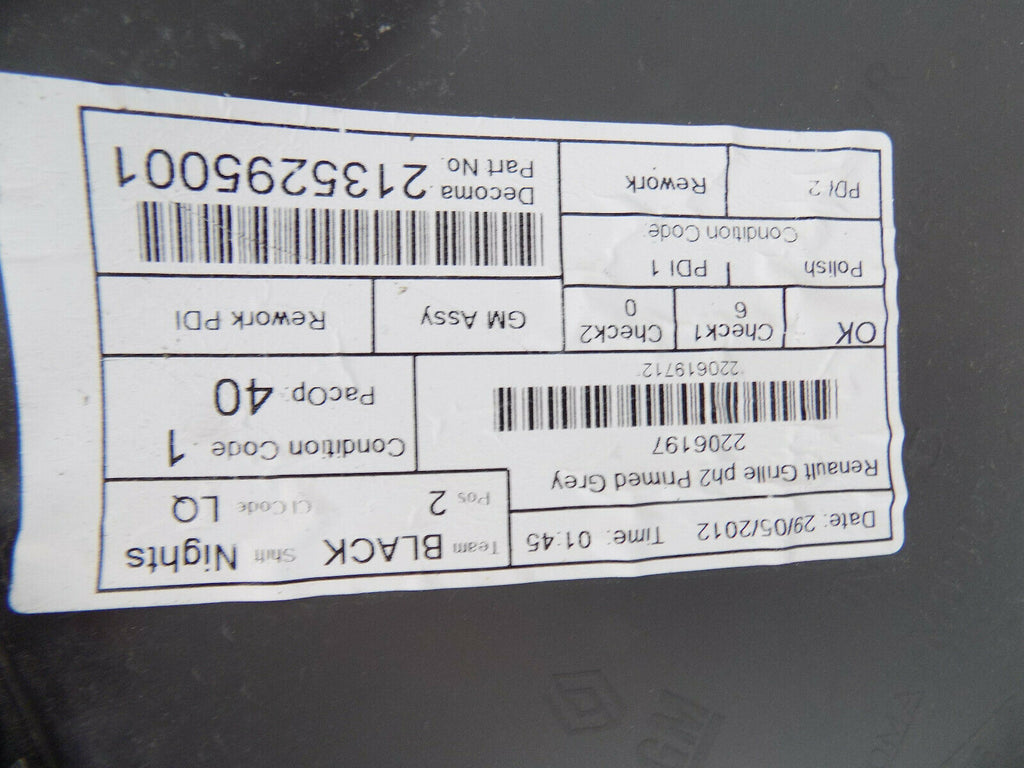 Date: 29/05/2012 Time: 01:45
Team BLACK Shift Nights
Pos 2 CI Code LQ
Renault Grille ph2 Primed Grey
2206197
220619712
Condition Code 1
PacOp. 40
OK Check1 6 Check2 0
GM Assy Rework PDI
Polish PDI 1
Condition Code:
PDI 2 Rework
Decoma Part No. 2135295001
GM